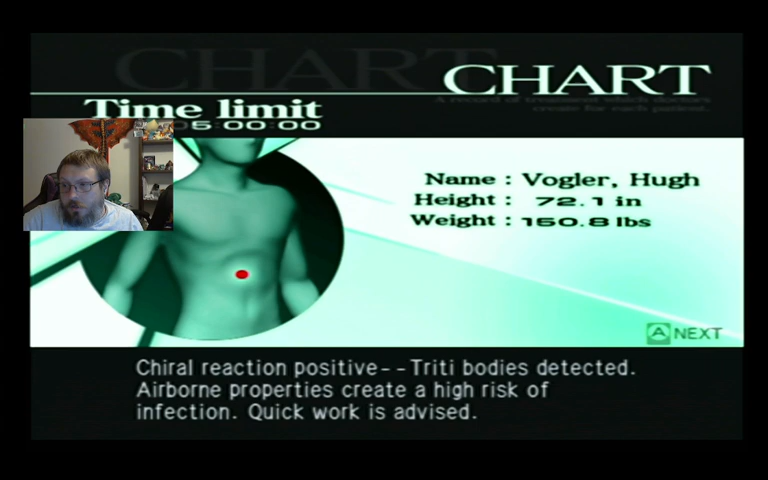 CHART
CHART
A record of treatment which doctors
create for each patient.
Time limit
5:00:00
Name : Vogler, Hugh
Height : 72.1 in
Weight : 150.8 lbs
A NEXT
Chiral reaction positive--Triti bodies detected.
Airborne properties create a high risk of
infection. Quick work is advised.